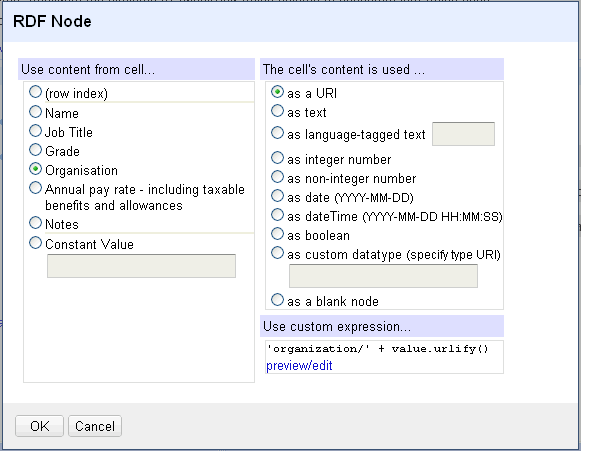 RDF Node
Use content from cell...
(row index)
Name
Job Title
Grade
Organisation
Annual pay rate - including taxable
benefits and allowances
Notes
Constant Value
The cell's content is used ...
as a URI
as text
as language-tagged text
as integer number
as non-integer number
as date (YYYY-MM-DD)
as dateTime (YYYY-MM-DD HH:MM:SS)
as boolean
as custom datatype (specify type URI)
as a blank node
Use custom expression...
'organization/' + value.urlify()
preview/edit
OK
Cancel